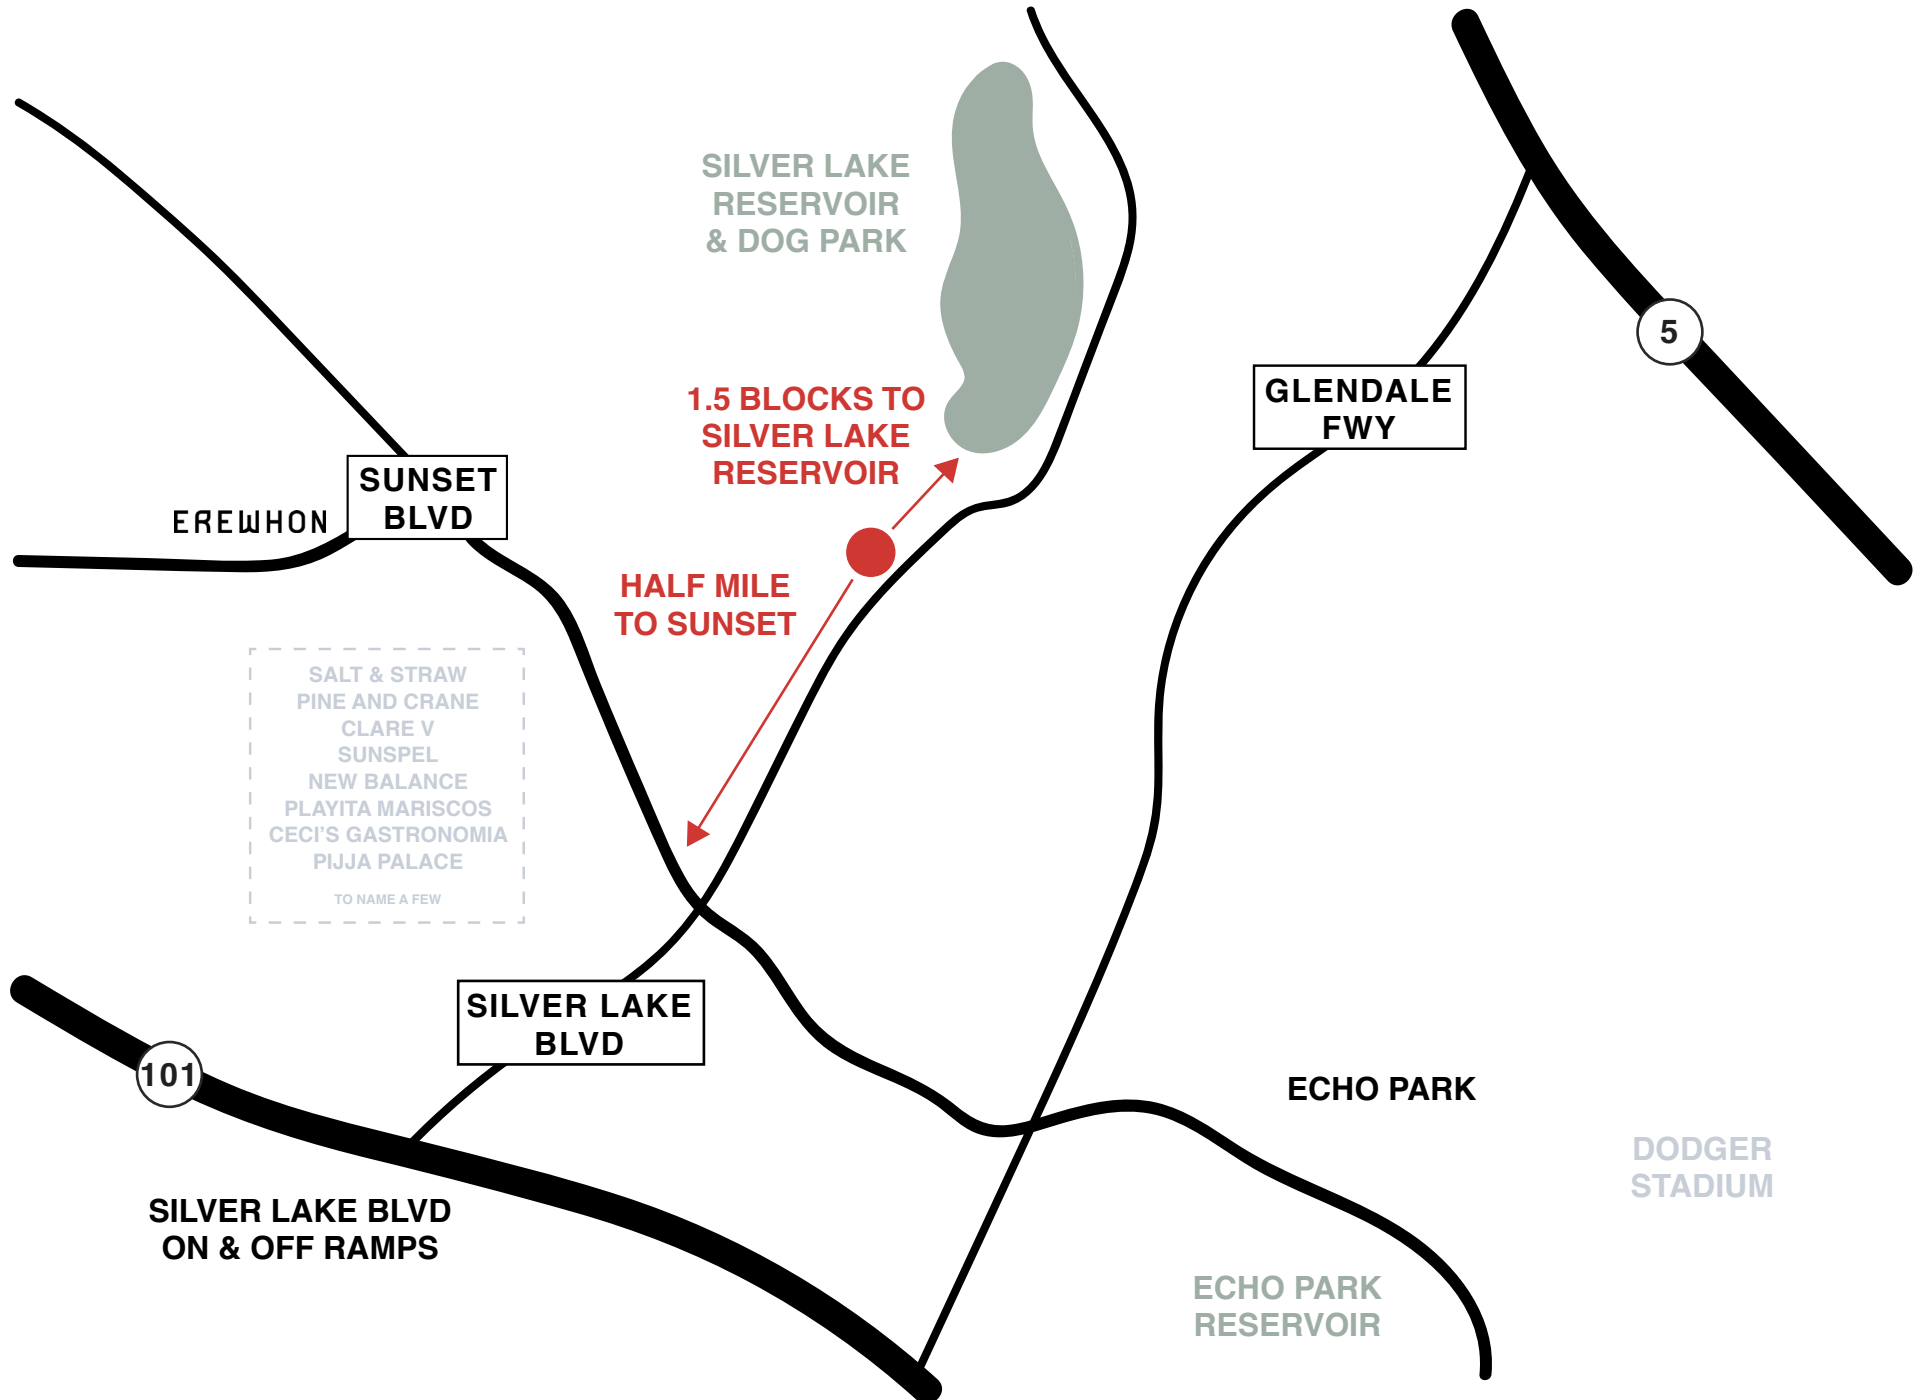 SILVER LAKE
RESERVOIR
& DOG PARK
5
1.5 BLOCKS TO
SILVER LAKE
RESERVOIR
GLENDALE
FWY
SUNSET
BLVD
EREWHON
HALF MILE
TO SUNSET
SALT & STRAW
PINE AND CRANE
CLARE V
SUNSPEL
NEW BALANCE
PLAYITA MARISCOS
CECI'S GASTRONOMIA
PIJJA PALACE
TO NAME A FEW
SILVER LAKE
BLVD
101
ECHO PARK
DODGER
STADIUM
SILVER LAKE BLVD
ON & OFF RAMPS
ECHO PARK
RESERVOIR